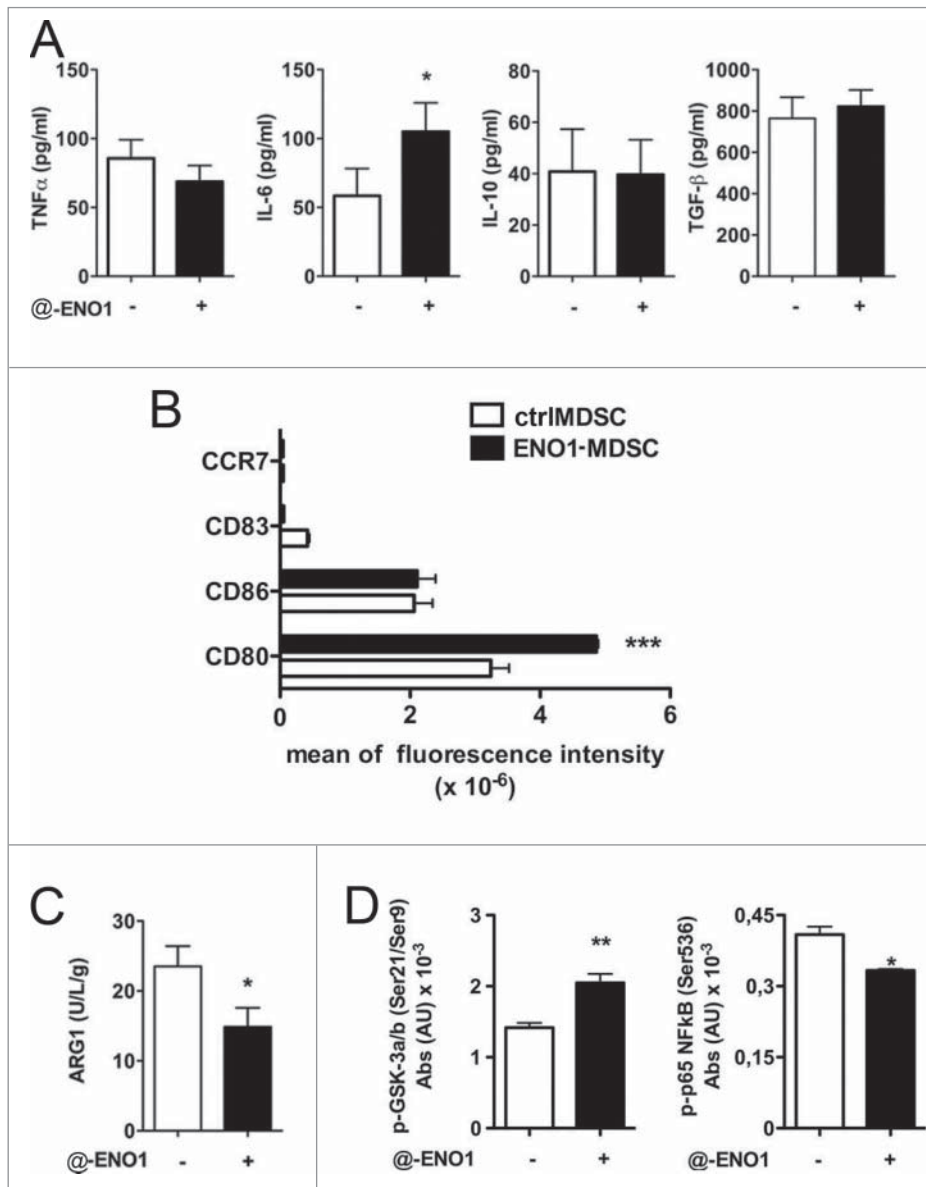 A
TNFα (pg/ml)
150
100
50
0
IL-6 (pg/ml)
150
100
50
0
*
IL-10 (pg/ml)
80
60
40
20
0
TGF-β (pg/ml)
1000
800
600
400
200
0
@-ENO1 - + - + - + - +
B
ctrlMDSC
ENO1-MDSC
CCR7
CD83
CD86
CD80
***
0 2 4 6
mean of fluorescence intensity
(x 10-6)
C
ARG1 (U/L/g)
30
20
10
0
*
@-ENO1 - +
D
p-GSK-3a/b (Ser21/Ser9)
Abs (AU) x 10-3
3
2
1
0
**
@-ENO1 - +
p-p65 NFkB (Ser536)
Abs (AU) x 10-3
0,45
0,3
0,15
0
*
@-ENO1 - +